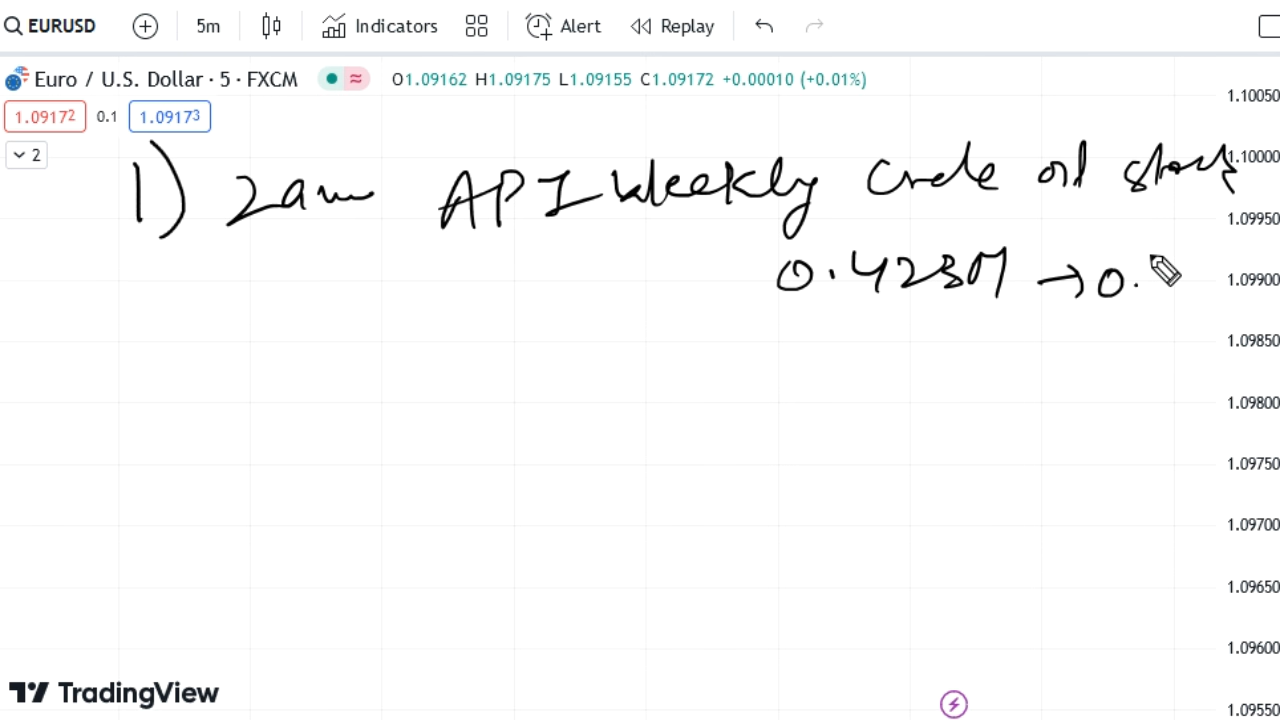 EURUSD 5m Indicators Alert Replay
Euro / U.S. Dollar · 5 · FXCM O1.09162 H1.09175 L1.09155 C1.09172 +0.00010 (+0.01%)
1.10050
1.09172 0.1 1.09173
2
1.10000
1) 2am API Weekly Crude oil stock
1.09950
0.4230M → 0.
1.09900
1.09850
1.09800
1.09750
1.09700
1.09650
1.09600
TradingView
1.09550